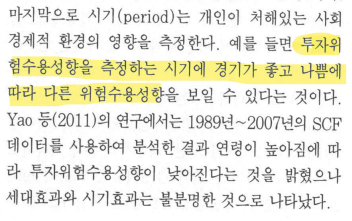 마지막으로 시기(period)는 개인이 처해있는 사회
경제적 환경의 영향을 측정한다. 예를 들면 투자위
험수용성향을 측정하는 시기에 경기가 좋고 나쁨에
따라 다른 위험수용성향을 보일 수 있다는 것이다.
Yao 등(2011)의 연구에서는 1989년~2007년의 SCF
데이터를 사용하여 분석한 결과 연령이 높아짐에 따
라 투자위험수용성향이 낮아진다는 것을 밝혔으나
세대효과와 시기효과는 불분명한 것으로 나타났다.